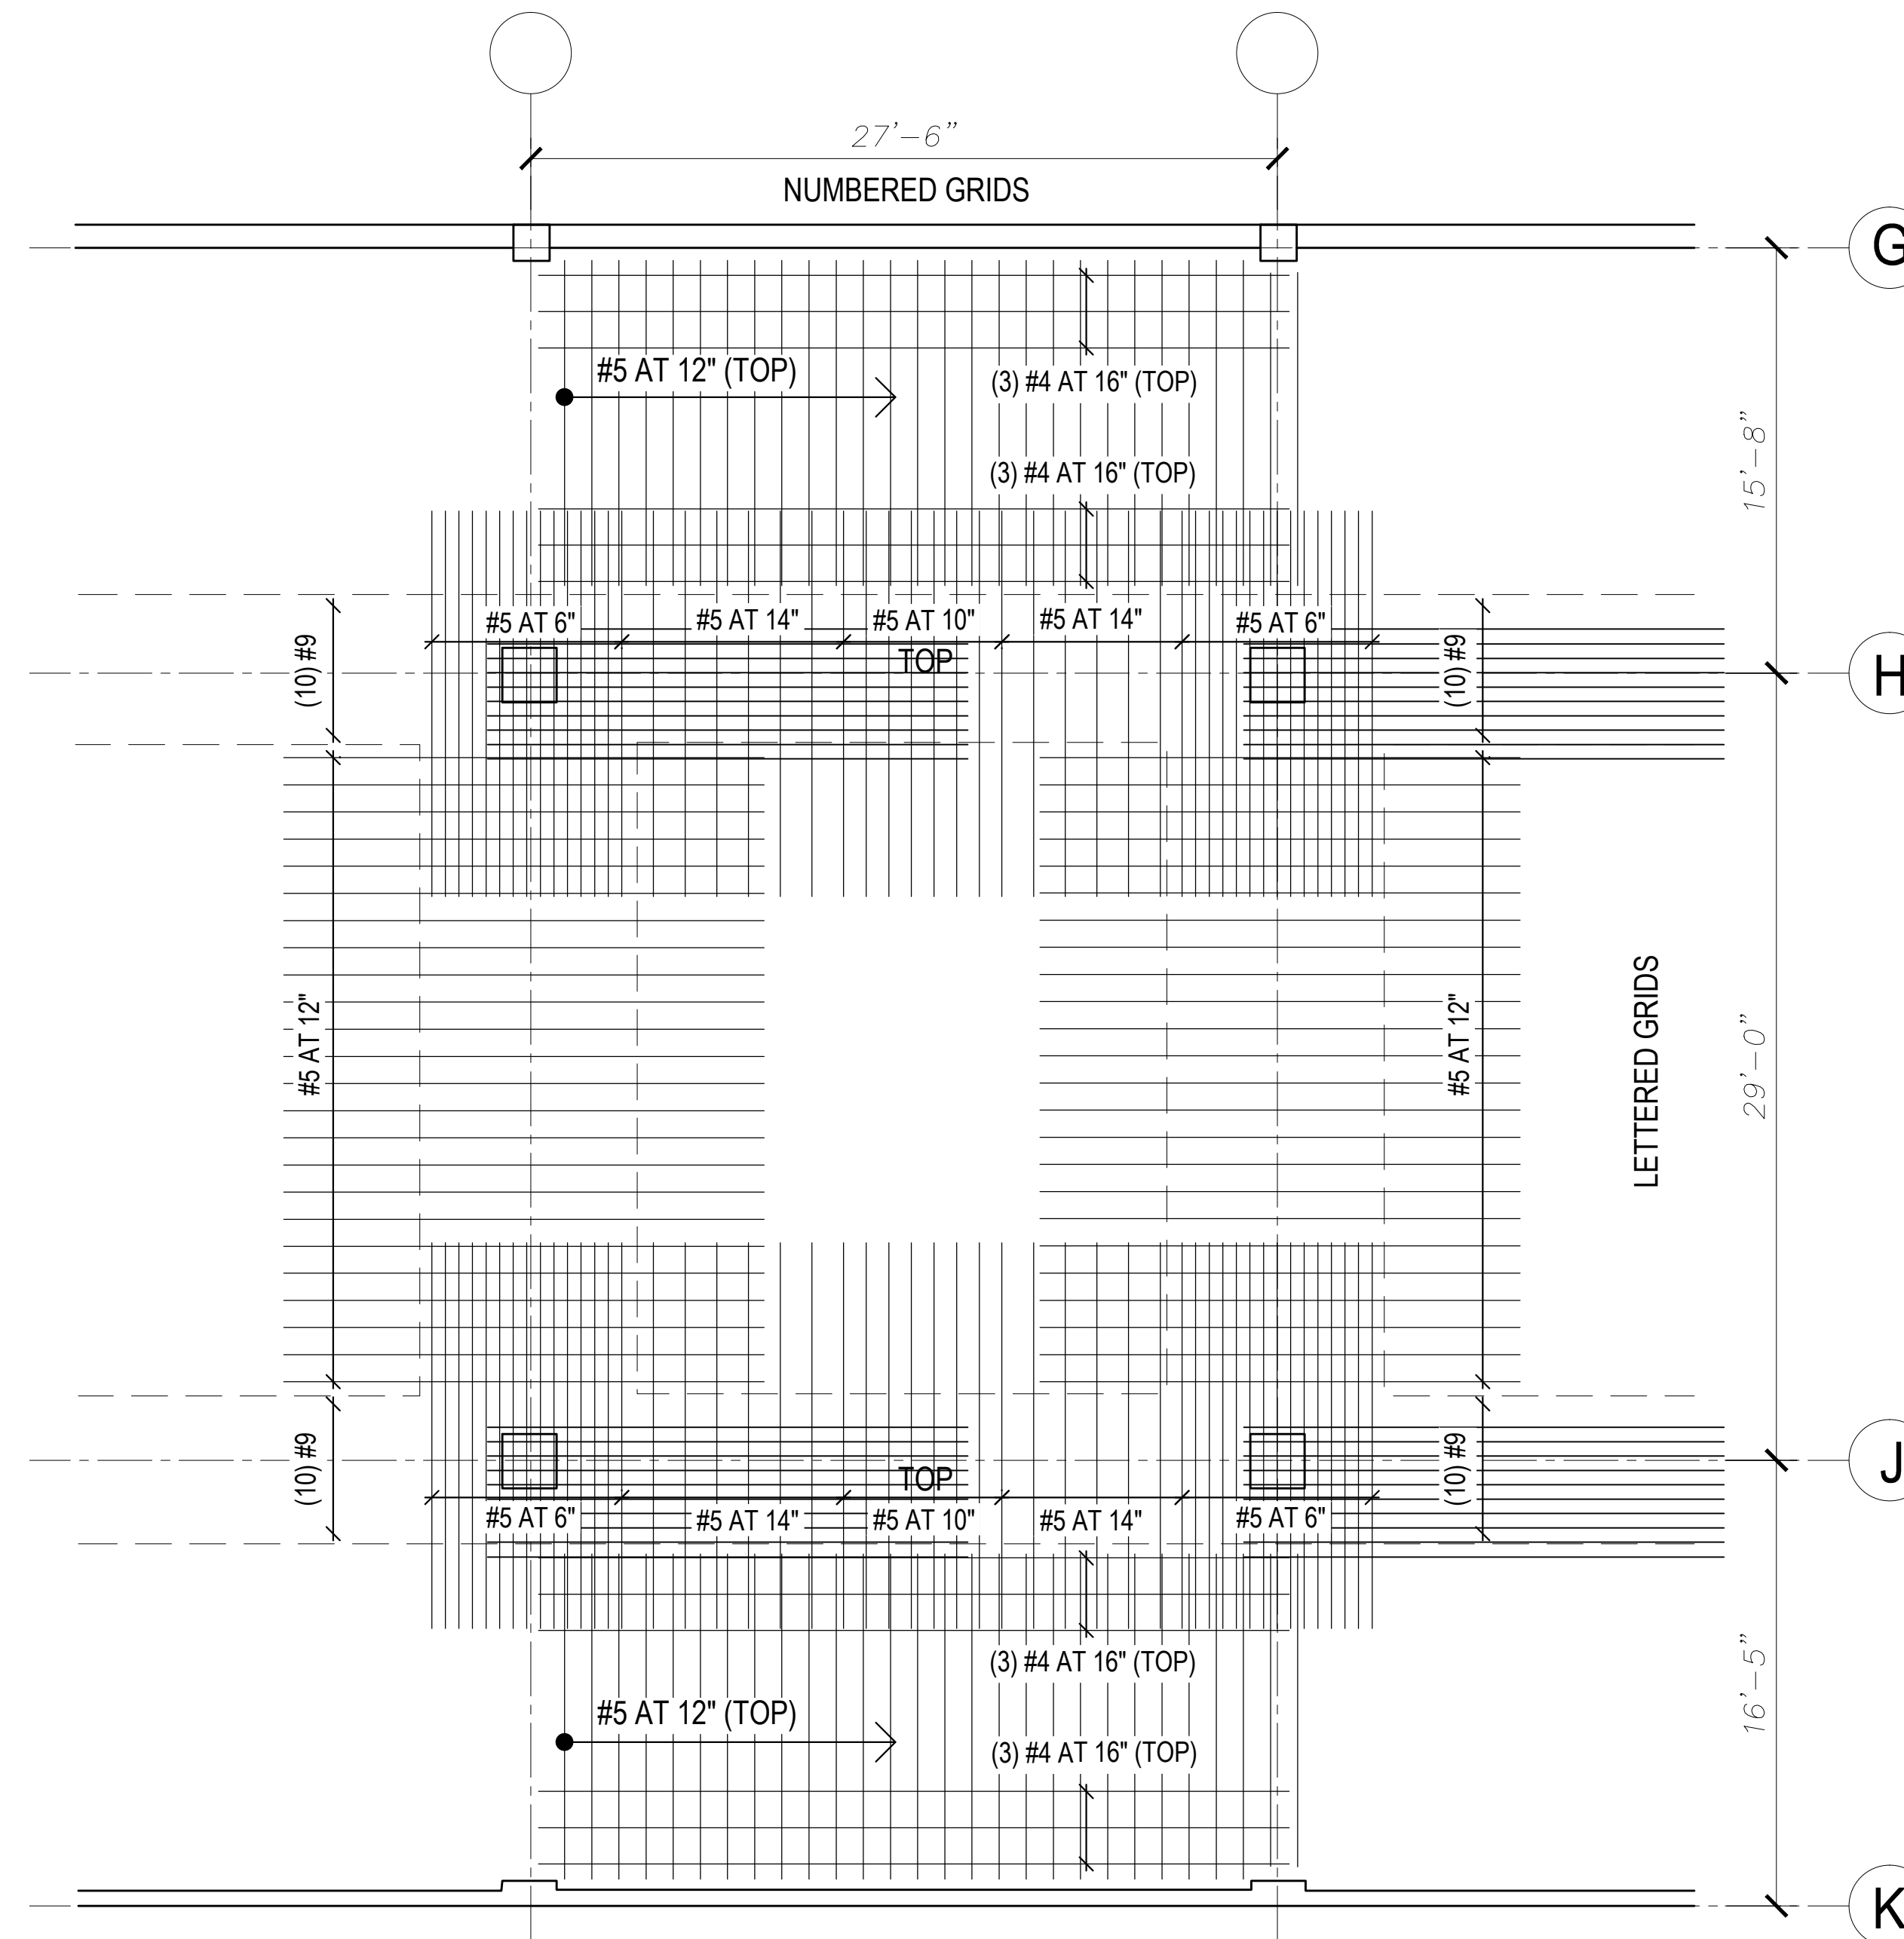 27'-6"
NUMBERED GRIDS
G
#5 AT 12" (TOP)
(3) #4 AT 16" (TOP)
15'-8"
(3) #4 AT 16" (TOP)
#5 AT 6"
#5 AT 14"
#5 AT 10"
#5 AT 14"
#5 AT 6"
TOP
(10) #9
(10) #9
H
#5 AT 12"
#5 AT 12"
LETTERED GRIDS
29'-0"
(10) #9
(10) #9
J
TOP
#5 AT 6"
#5 AT 14"
#5 AT 10"
#5 AT 14"
#5 AT 6"
(3) #4 AT 16" (TOP)
16'-5"
#5 AT 12" (TOP)
(3) #4 AT 16" (TOP)
K